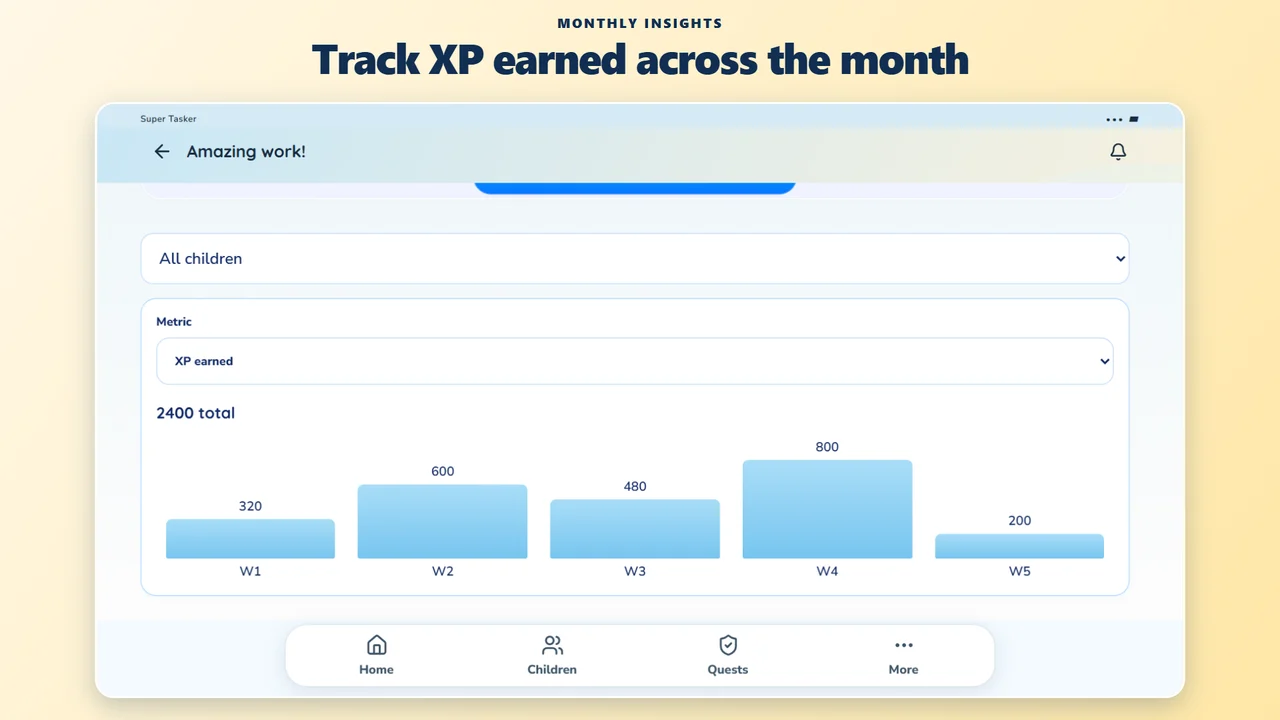 MONTHLY INSIGHTS
Track XP earned across the month
Super Tasker
Amazing work!
All children
Metric
XP earned
2400 total
320
600
480
800
200
W1
W2
W3
W4
W5
Home
Children
Quests
More